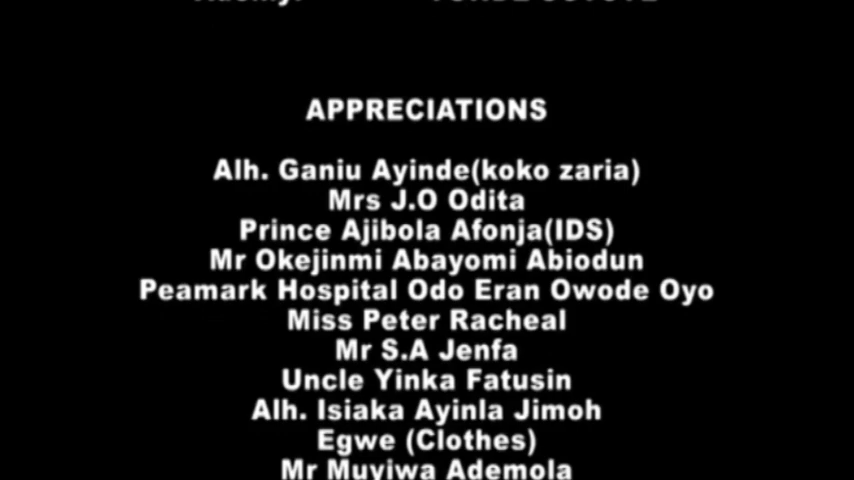 APPRECIATIONS
Alh. Ganiu Ayinde(koko zaria)
Mrs J.O Odita
Prince Ajibola Afonja(IDS)
Mr Okejinmi Abayomi Abiodun
Peamark Hospital Odo Eran Owode Oyo
Miss Peter Racheal
Mr S.A Jenfa
Uncle Yinka Fatusin
Alh. Isiaka Ayinla Jimoh
Egwe (Clothes)
Mr Muyiwa Ademola